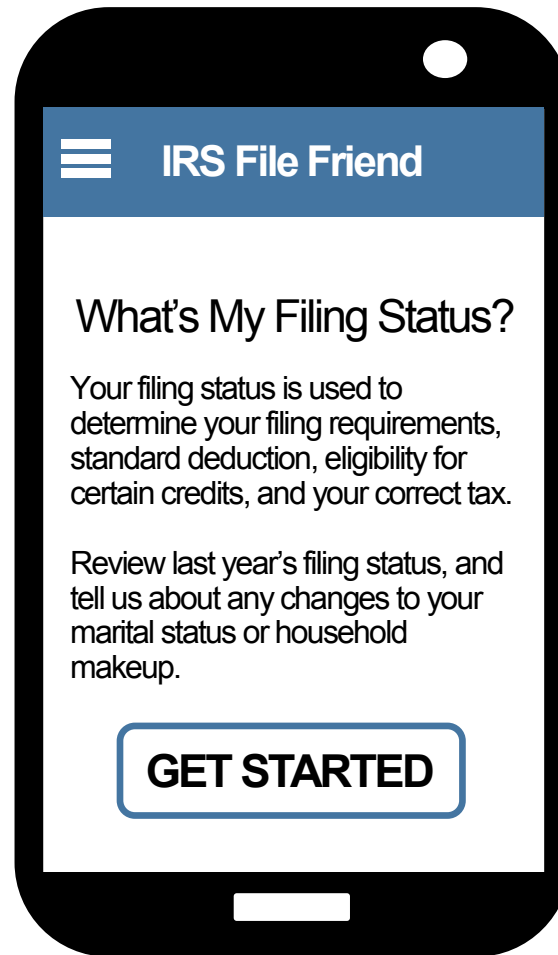 IRS File Friend
What’s My Filing Status?
Your filing status is used to
determine your filing requirements,
standard deduction, eligibility for
certain credits, and your correct tax.
Review last year’s filing status, and
tell us about any changes to your
marital status or household
makeup.
GET STARTED